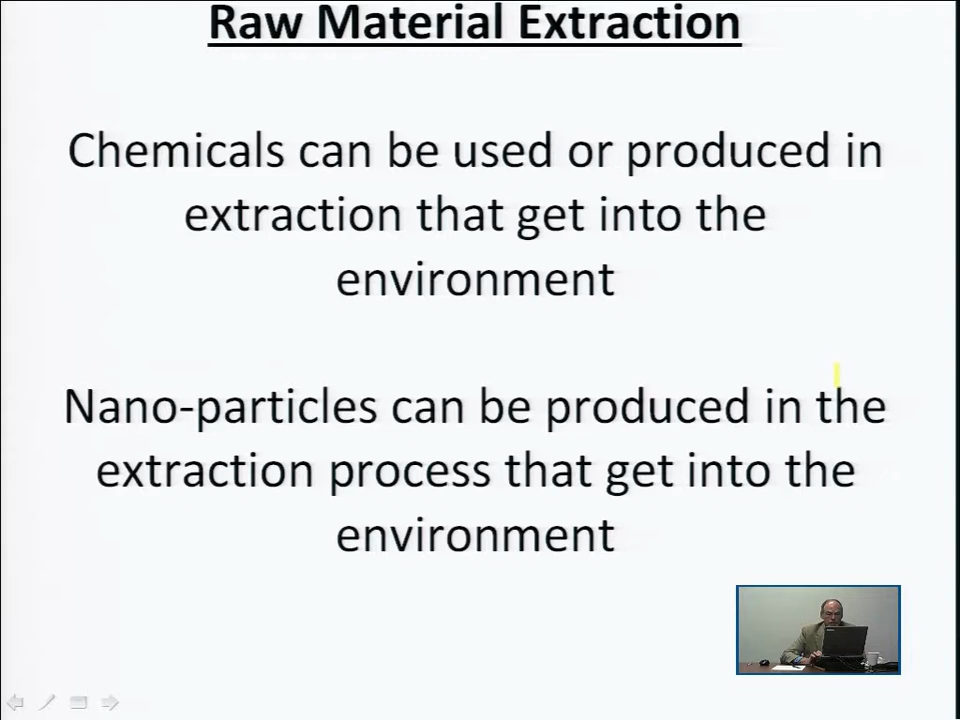 Raw Material Extraction
Chemicals can be used or produced in
extraction that get into the
environment
Nano-particles can be produced in the
extraction process that get into the
environment